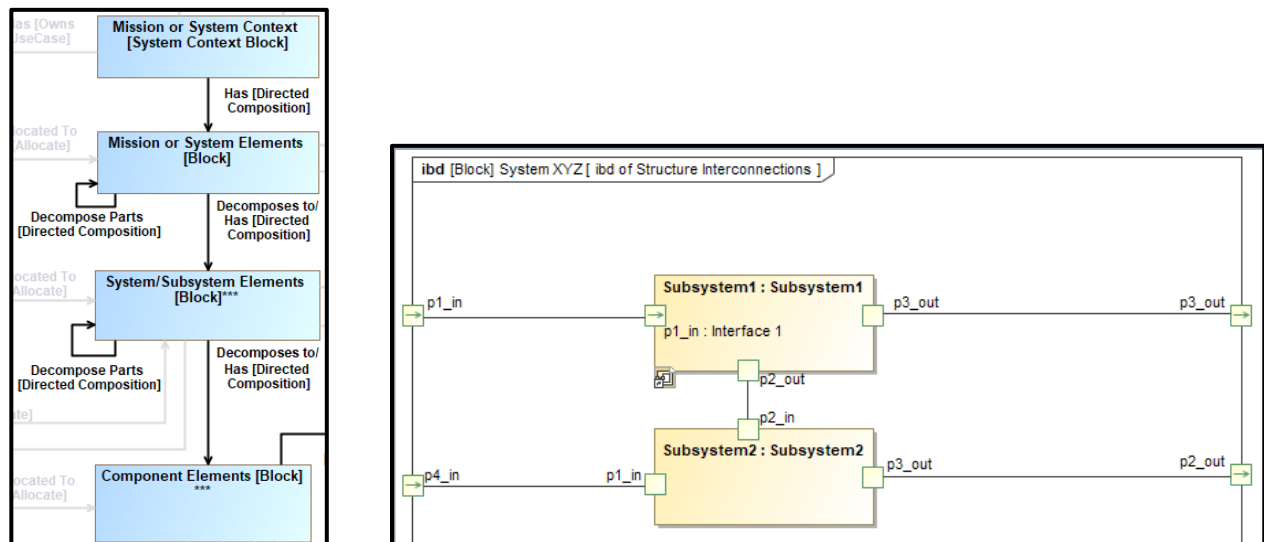 as [Owns
UseCase]
Mission or System Context
[System Context Block]
Has [Directed
Composition]
ocated To
[Allocate]
Mission or System Elements
[Block]
Decompose Parts
[Directed Composition]
Decomposes to/
Has [Directed
Composition]
ocated To
Allocate]
System/Subsystem Elements
[Block]***
Decompose Parts
[Directed Composition]
Decomposes to/
Has [Directed
Composition]
ate]
ocated To
Allocate]
Component Elements [Block]
***
ibd [Block] System XYZ [ ibd of Structure Interconnections ]
p1_in
Subsystem1 : Subsystem1
p1_in : Interface 1
p3_out
p3_out
p2_out
p2_in
p4_in
p1_in
Subsystem2 : Subsystem2
p3_out
p2_out